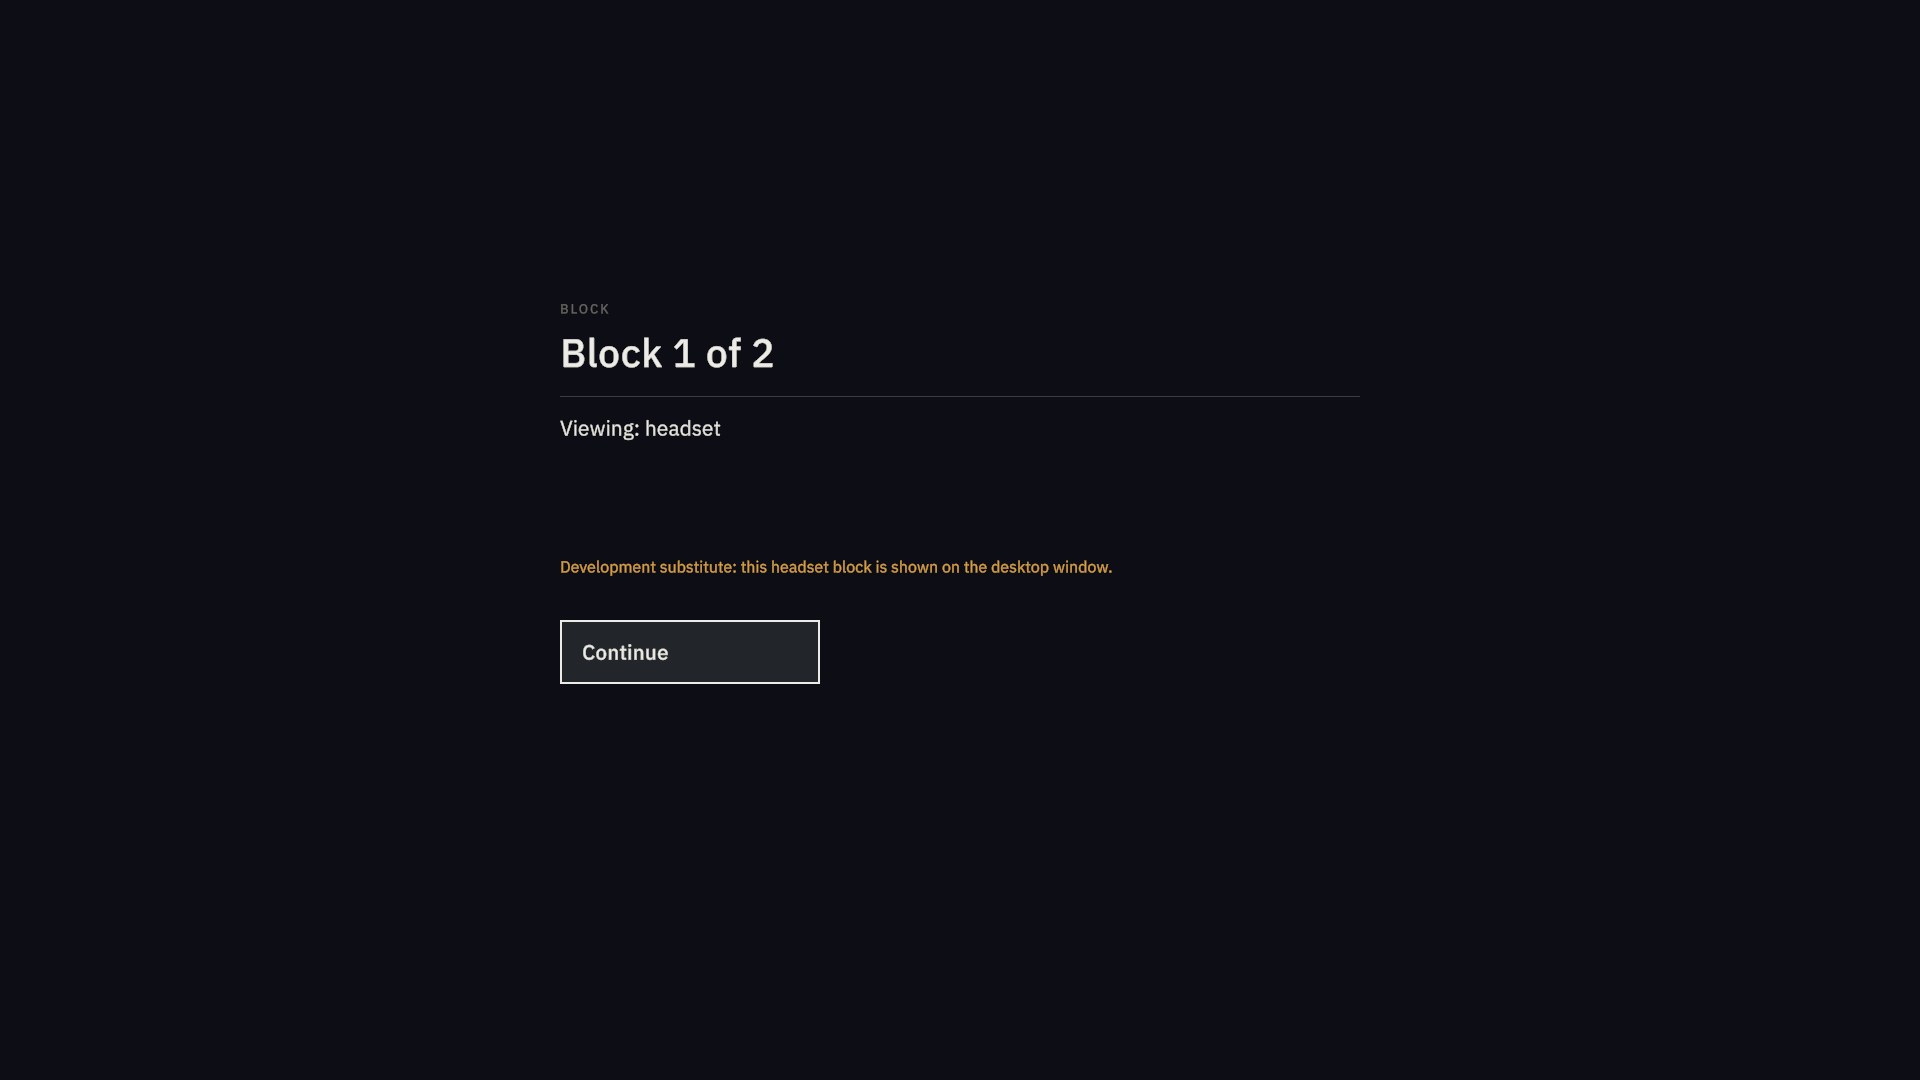 BLOCK
Block 1 of 2
Viewing: headset
Development substitute: this headset block is shown on the desktop window.
Continue